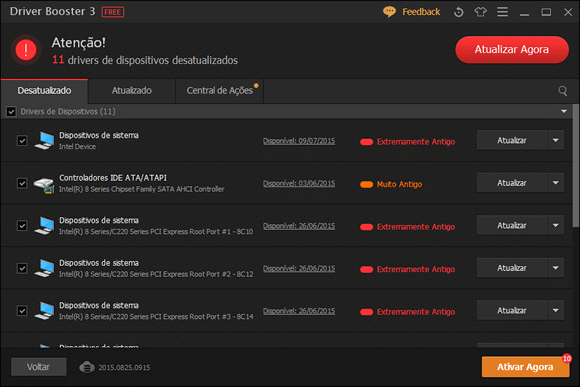 Driver Booster 3 FREE Feedback
Atenção!
11 drivers de dispositivos desatualizados
Atualizar Agora
Desatualizado Atualizado Central de Ações
Drivers de Dispositivos (11)
Dispositivos de sistema
Intel Device
Disponível: 09/07/2015 Extremamente Antigo Atualizar
Controladores IDE ATA/ATAPI
Intel(R) 8 Series Chipset Family SATA AHCI Controller
Disponível: 03/06/2015 Muito Antigo Atualizar
Dispositivos de sistema
Intel(R) 8 Series/C220 Series PCI Express Root Port #1 - 8C10
Disponível: 26/06/2015 Extremamente Antigo Atualizar
Dispositivos de sistema
Intel(R) 8 Series/C220 Series PCI Express Root Port #2 - 8C12
Disponível: 26/06/2015 Extremamente Antigo Atualizar
Dispositivos de sistema
Intel(R) 8 Series/C220 Series PCI Express Root Port #3 - 8C14
Disponível: 26/06/2015 Extremamente Antigo Atualizar
Voltar 2015.0825.0915 Ativar Agora 10